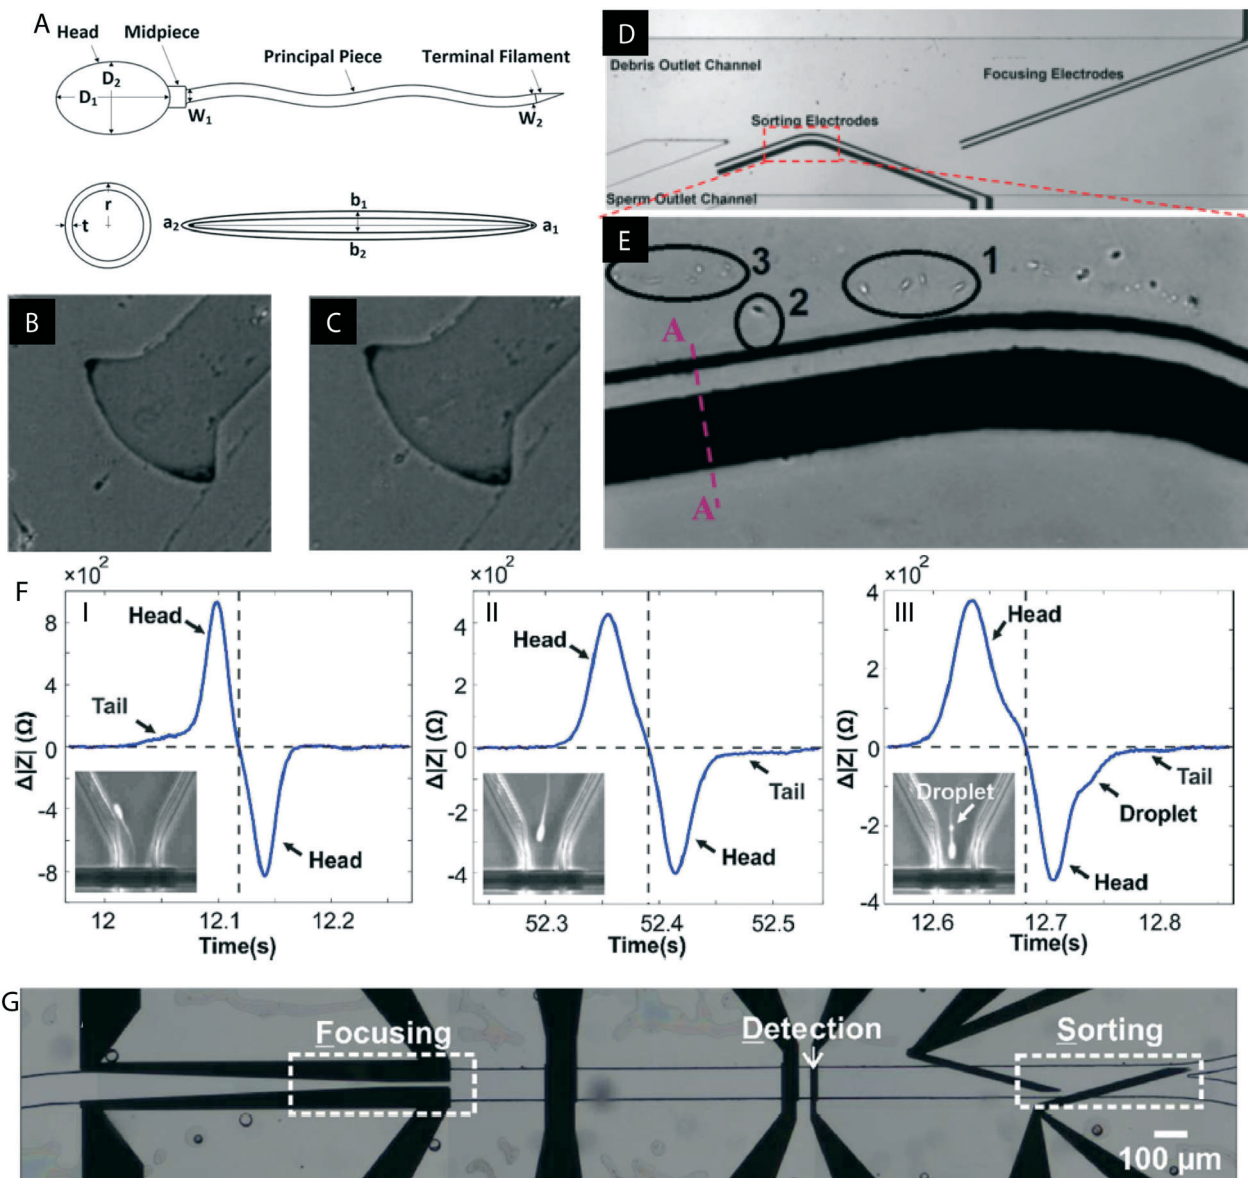 A
Head
Midpiece
Principal Piece
Terminal Filament
D2
D1
W1
W2
r
t
b1
a2
a1
b2
B
C
D
Debris Outlet Channel
Focusing Electrodes
Sorting Electrodes
Sperm Outlet Channel
E
3
1
2
A
A'
F
×10²
I
8
4
0
-4
-8
Δ|Z| (Ω)
Head
Tail
Head
12
12.1
12.2
Time(s)
×10²
II
4
2
0
-2
-4
Δ|Z| (Ω)
Head
Tail
Head
52.3
52.4
52.5
Time(s)
×10²
III
4
2
0
-2
-4
Δ|Z| (Ω)
Head
Tail
Droplet
Droplet
Head
12.6
12.7
12.8
Time(s)
G
Focusing
Detection
Sorting
100 µm